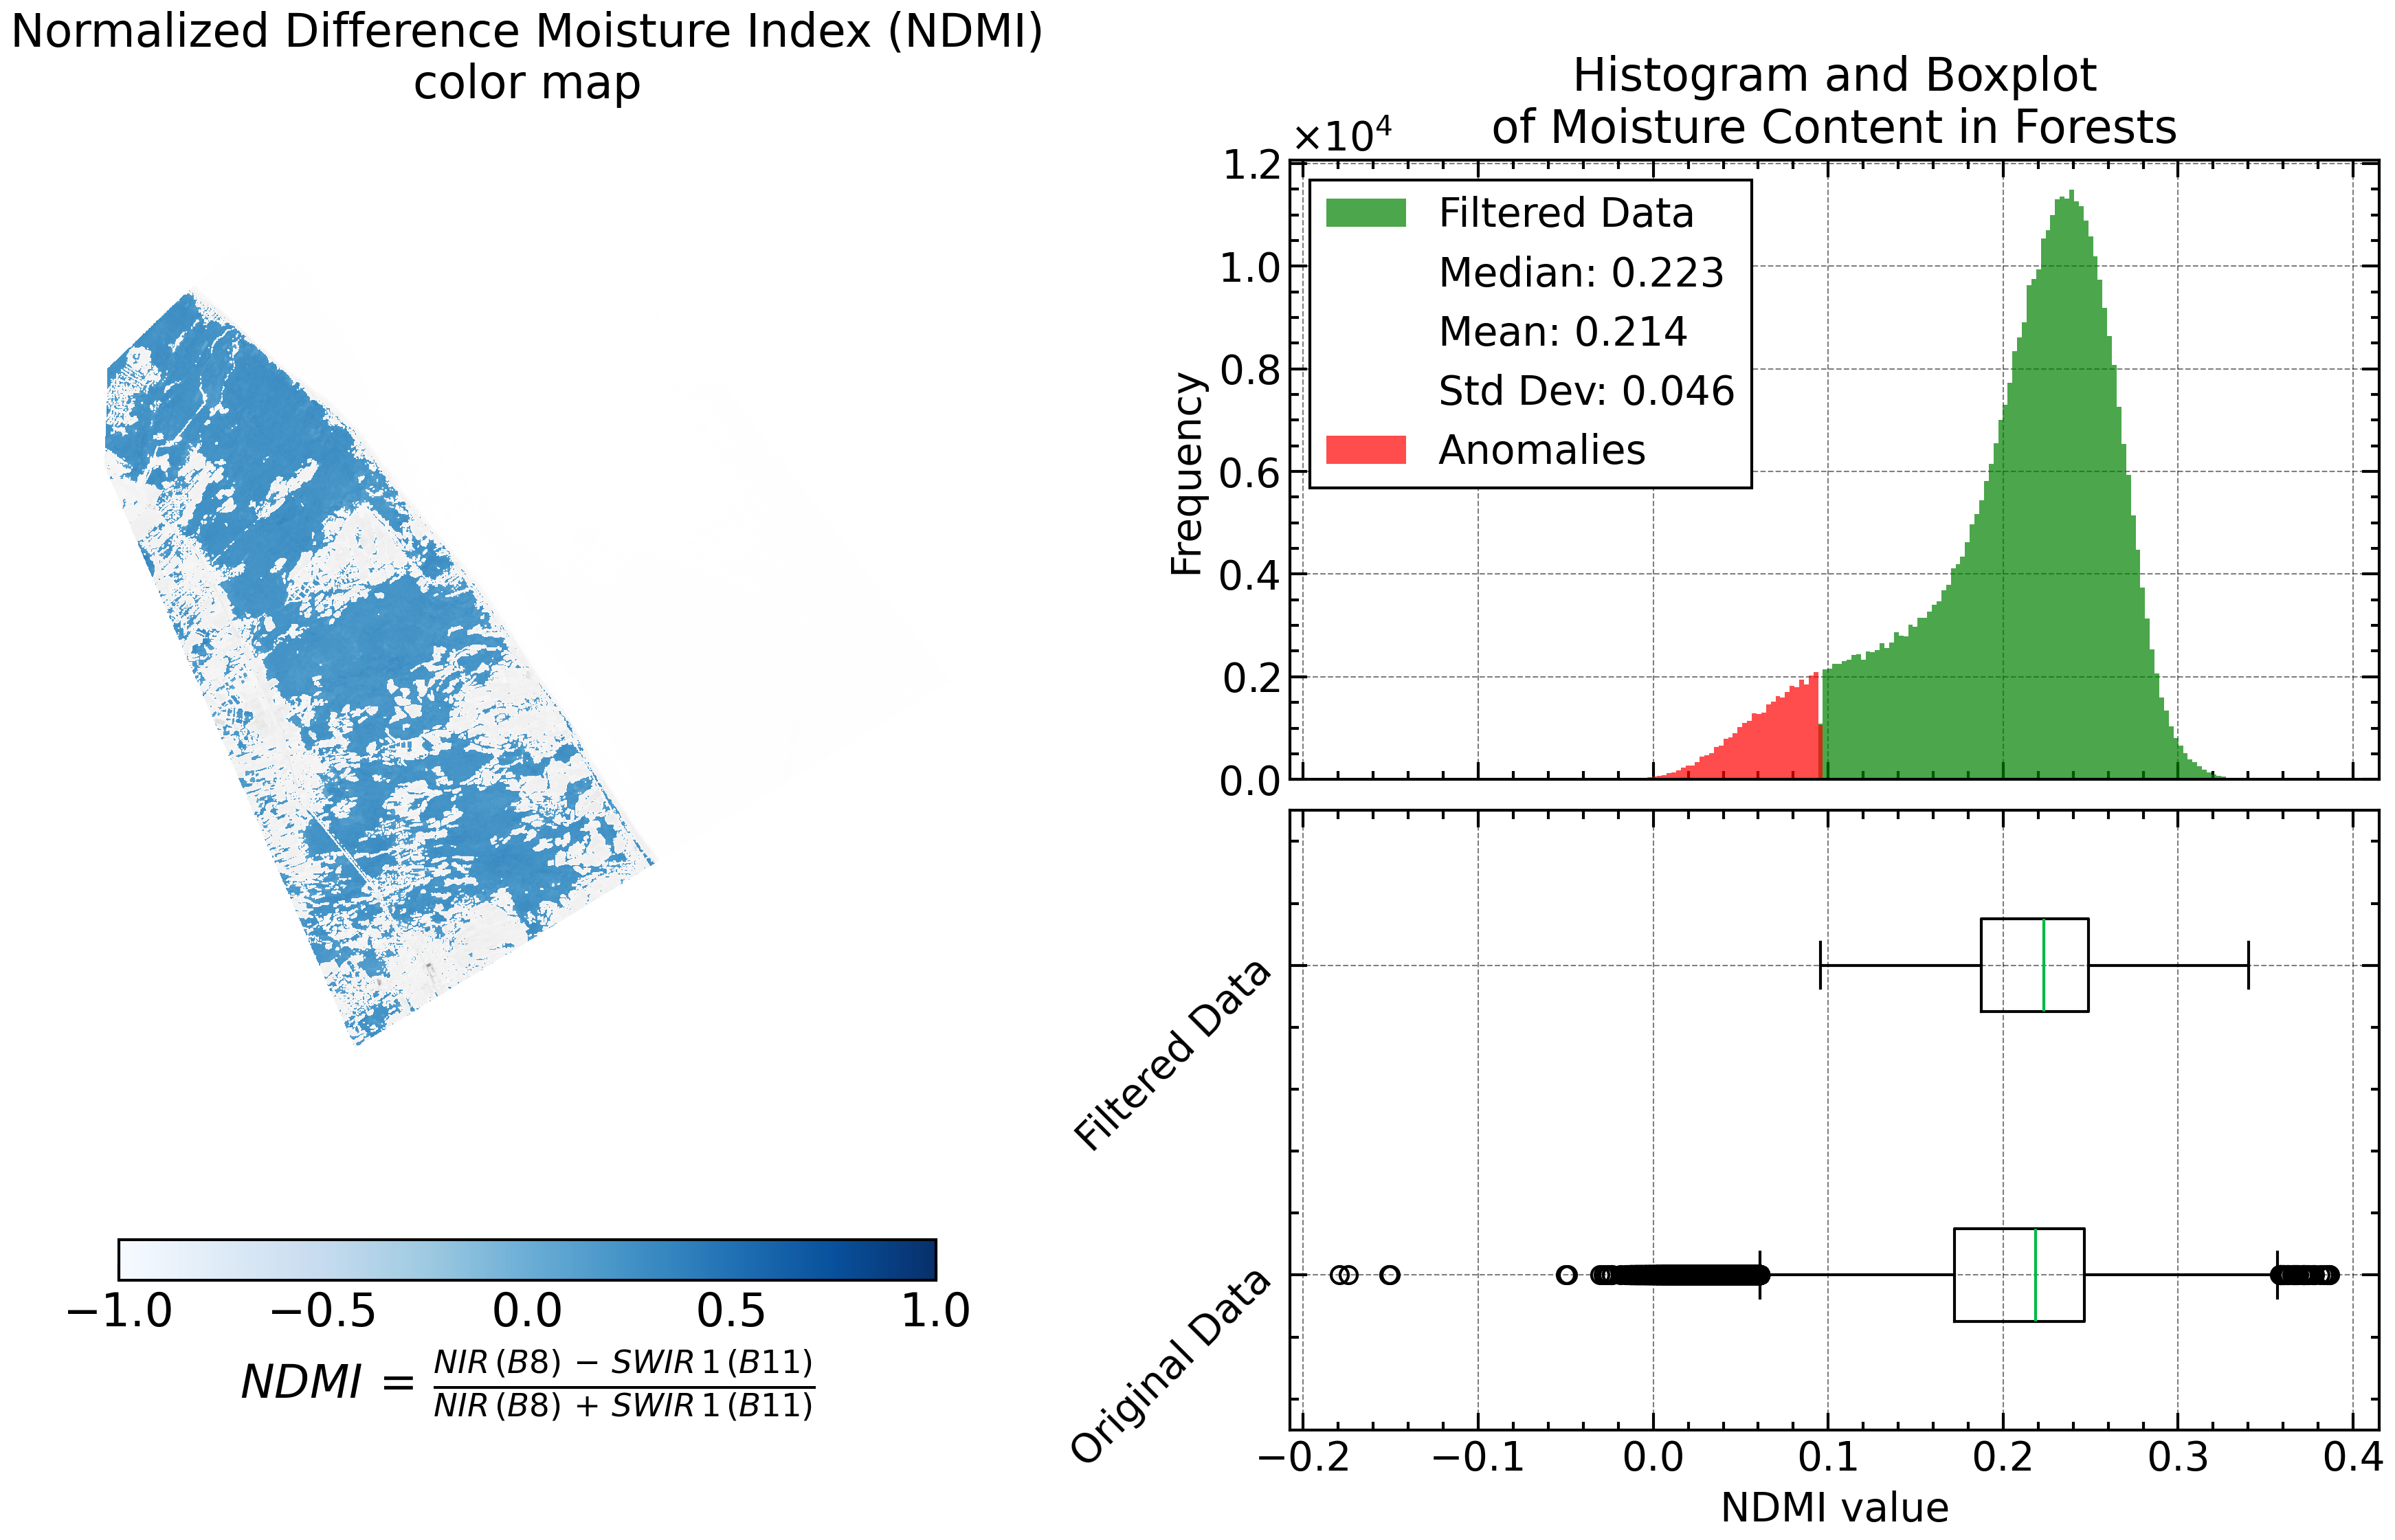 Normalized Difference Moisture Index (NDMI)
color map
−1.0 −0.5 0.0 0.5 1.0
NDMI = NIR (B8) − SWIR 1 (B11) / NIR (B8) + SWIR 1 (B11)
Histogram and Boxplot
of Moisture Content in Forests
×10⁴
1.2
1.0
0.8
0.6
0.4
0.2
0.0
Frequency
Filtered Data
Median: 0.223
Mean: 0.214
Std Dev: 0.046
Anomalies
Filtered Data
Original Data
−0.2 −0.1 0.0 0.1 0.2 0.3 0.4
NDMI value